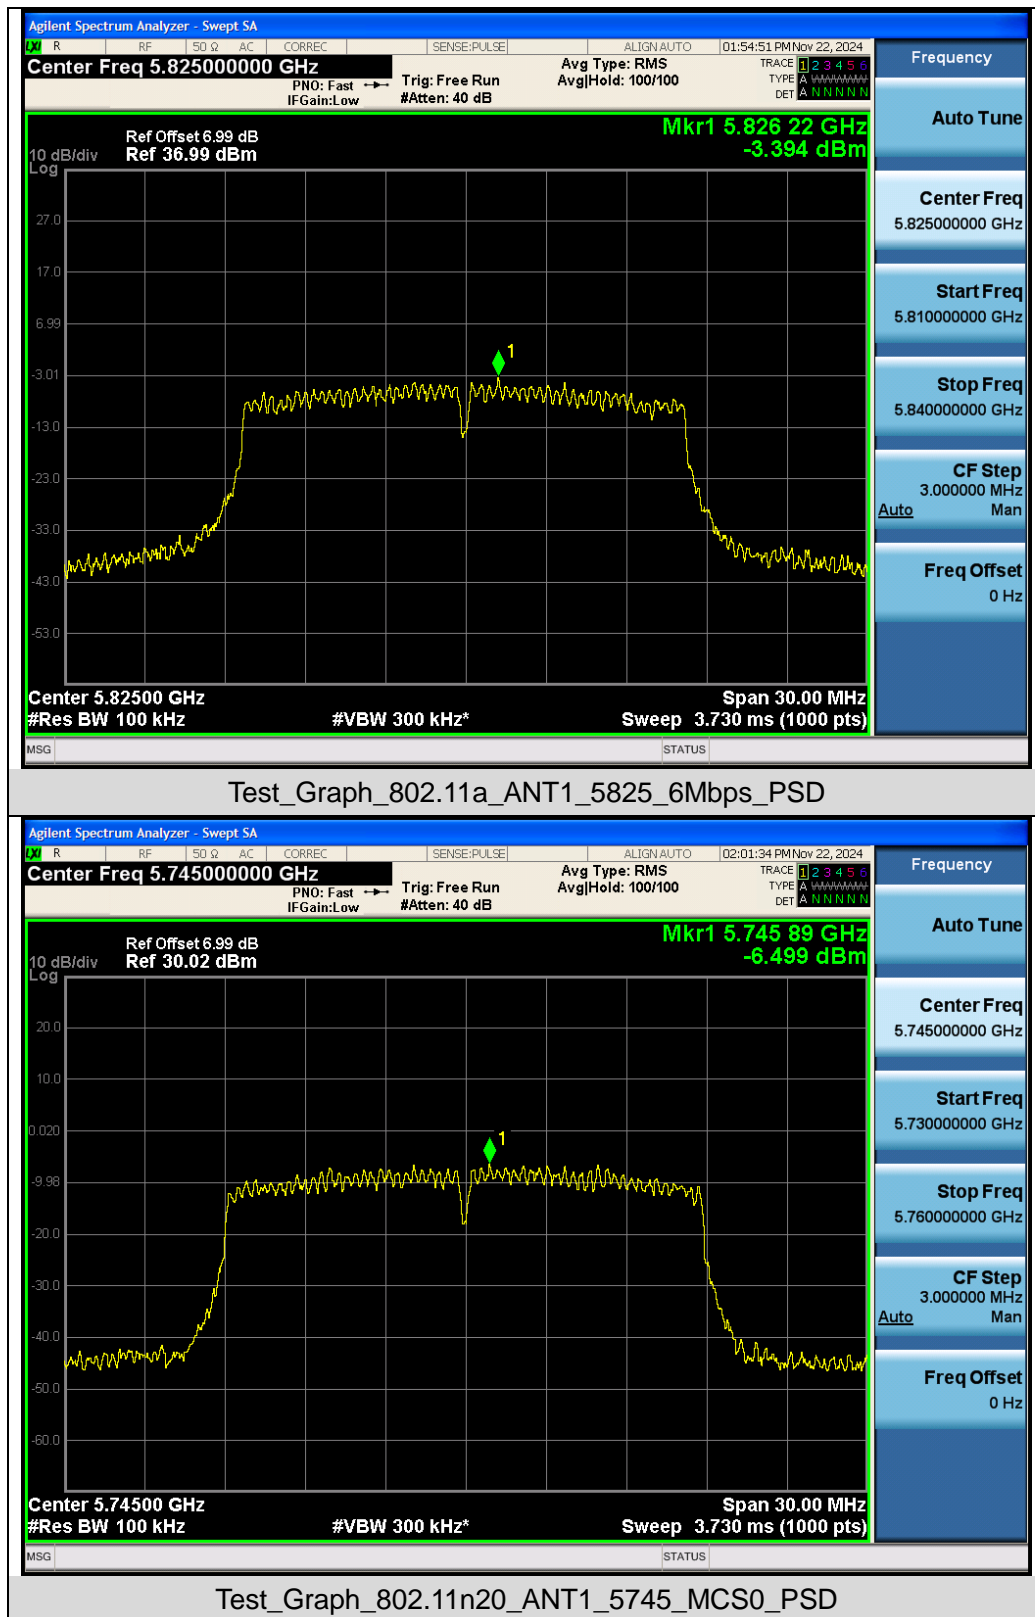 Agilent Spectrum Analyzer - Swept SA
LXI R RF 50 Ω AC CORREC SENSE:PULSE ALIGN AUTO 01:54:51 PM Nov 22, 2024
Center Freq 5.825000000 GHz
PNO: Fast
IFGain:Low
Trig: Free Run
#Atten: 40 dB
Avg Type: RMS
Avg|Hold: 100/100
TRACE 1 2 3 4 5 6
TYPE A WWWWW
DET A N N N N N
Frequency
Auto Tune
Center Freq
5.825000000 GHz
Start Freq
5.810000000 GHz
Stop Freq
5.840000000 GHz
CF Step
3.000000 MHz
Auto Man
Freq Offset
0 Hz
Mkr1 5.826 22 GHz
-3.394 dBm
Ref Offset 6.99 dB
10 dB/div Ref 36.99 dBm
Log
27.0
17.0
6.99
1
-3.01
-13.0
-23.0
-33.0
-43.0
-53.0
Center 5.82500 GHz Span 30.00 MHz
#Res BW 100 kHz #VBW 300 kHz* Sweep 3.730 ms (1000 pts)
MSG STATUS
Test_Graph_802.11a_ANT1_5825_6Mbps_PSD
Agilent Spectrum Analyzer - Swept SA
LXI R RF 50 Ω AC CORREC SENSE:PULSE ALIGN AUTO 02:01:34 PM Nov 22, 2024
Center Freq 5.745000000 GHz
PNO: Fast
IFGain:Low
Trig: Free Run
#Atten: 40 dB
Avg Type: RMS
Avg|Hold: 100/100
TRACE 1 2 3 4 5 6
TYPE A WWWWW
DET A N N N N N
Frequency
Auto Tune
Center Freq
5.745000000 GHz
Start Freq
5.730000000 GHz
Stop Freq
5.760000000 GHz
CF Step
3.000000 MHz
Auto Man
Freq Offset
0 Hz
Mkr1 5.745 89 GHz
-6.499 dBm
Ref Offset 6.99 dB
10 dB/div Ref 30.02 dBm
Log
20.0
10.0
0.020
1
-9.98
-20.0
-30.0
-40.0
-50.0
-60.0
Center 5.74500 GHz Span 30.00 MHz
#Res BW 100 kHz #VBW 300 kHz* Sweep 3.730 ms (1000 pts)
MSG STATUS
Test_Graph_802.11n20_ANT1_5745_MCS0_PSD